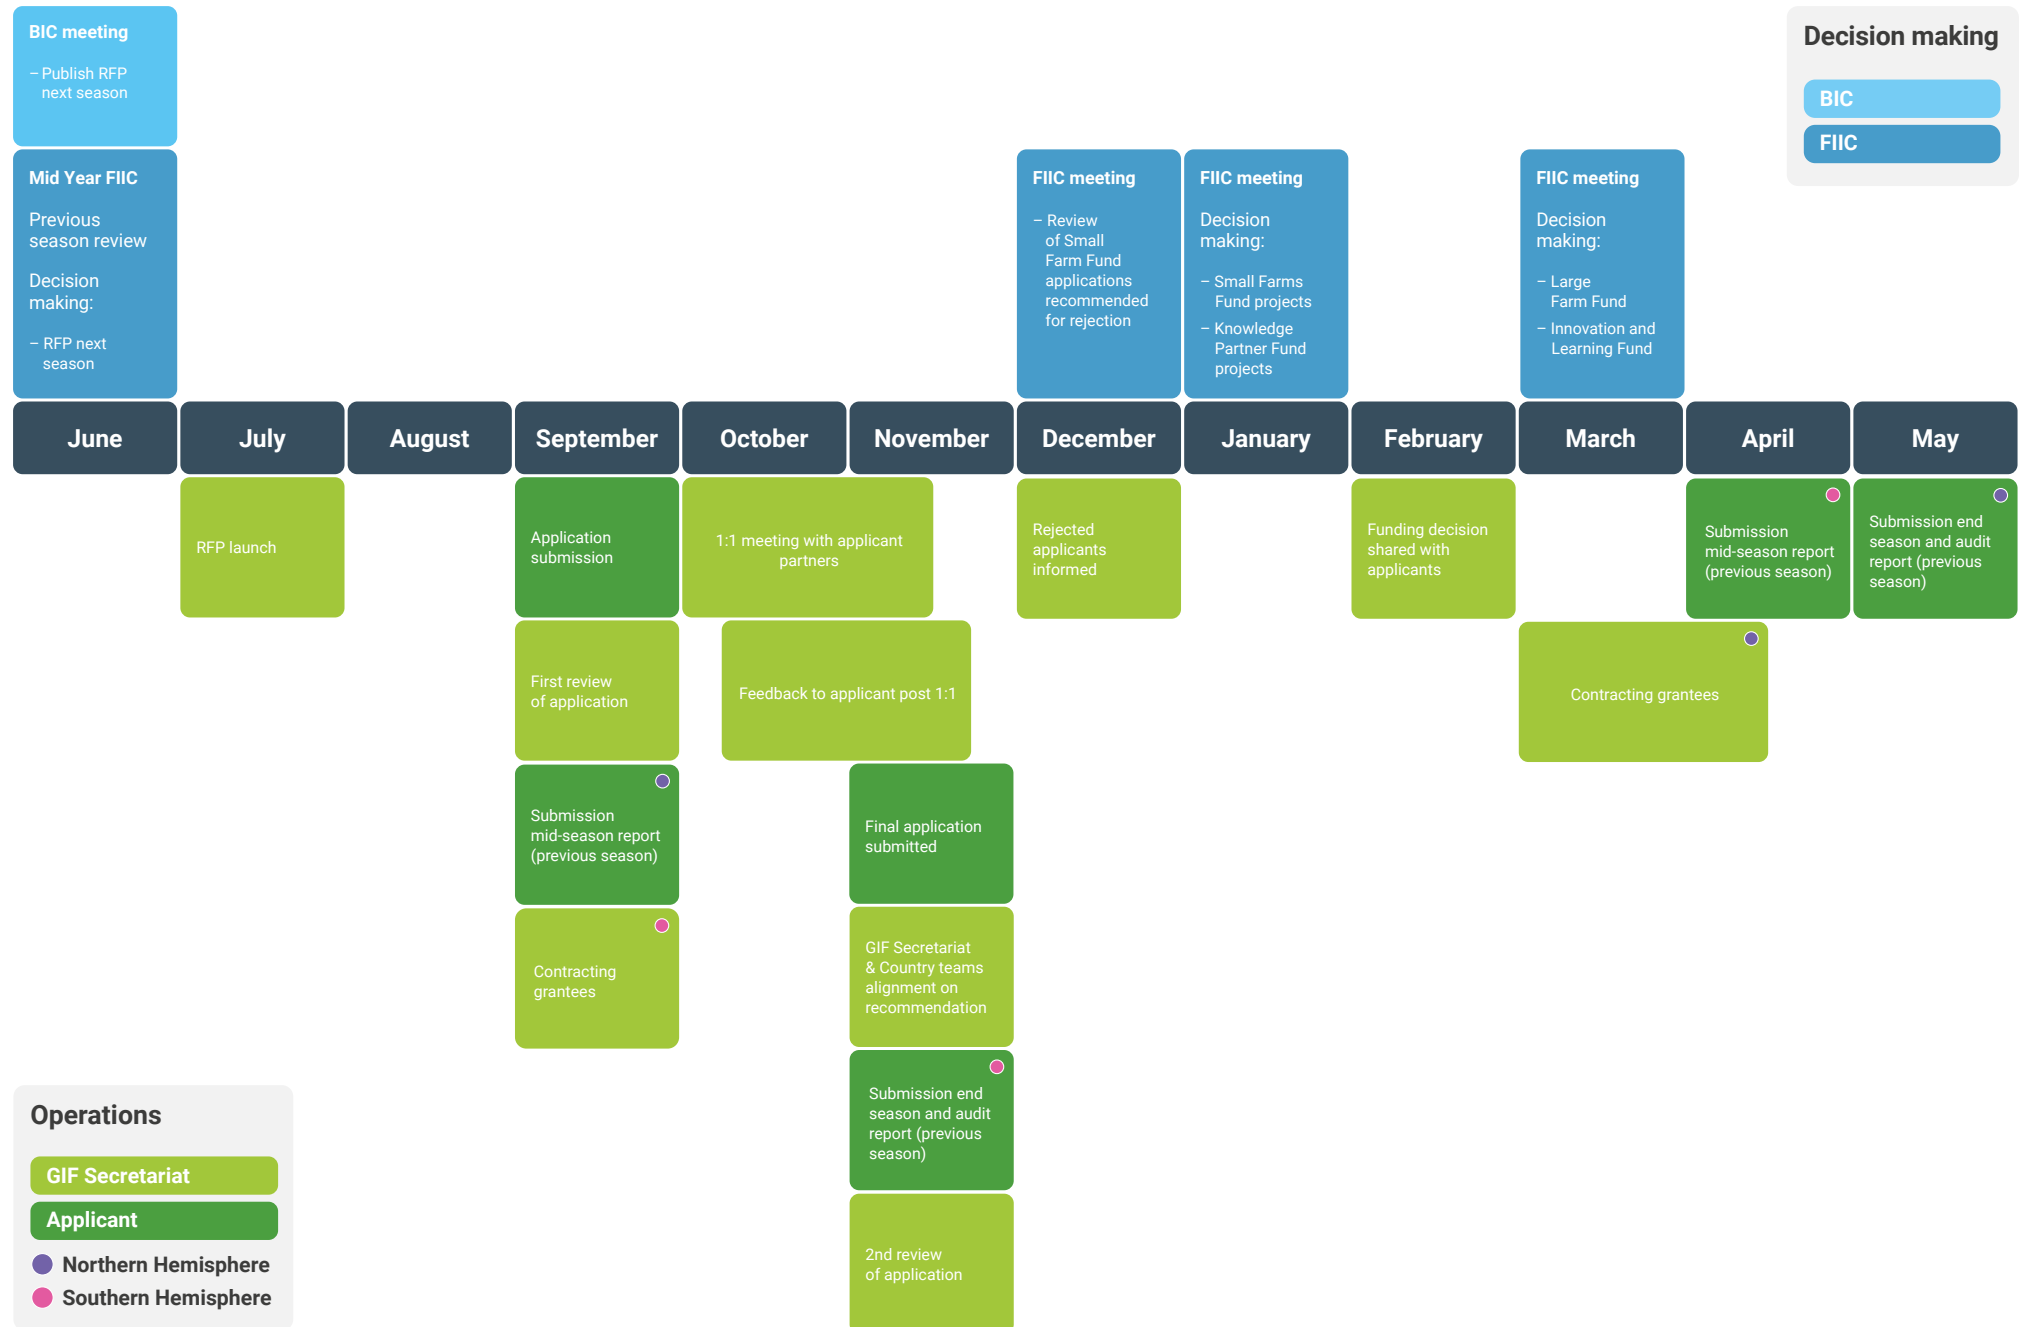 BIC meeting
– Publish RFP
next season
Decision making
BIC
FIIC
Mid Year FIIC
Previous
season review
Decision
making:
– RFP next
season
FIIC meeting
– Review
of Small
Farm Fund
applications
recommended
for rejection
FIIC meeting
Decision
making:
– Small Farms
Fund projects
– Knowledge
Partner Fund
projects
FIIC meeting
Decision
making:
– Large
Farm Fund
– Innovation and
Learning Fund
June
July
August
September
October
November
December
January
February
March
April
May
RFP launch
Application
submission
1:1 meeting with applicant
partners
Rejected
applicants
informed
Funding decision
shared with
applicants
Submission
mid-season report
(previous season)
Submission end
season and audit
report (previous
season)
First review
of application
Feedback to applicant post 1:1
Contracting grantees
Submission
mid-season report
(previous season)
Final application
submitted
Contracting
grantees
GIF Secretariat
& Country teams
alignment on
recommendation
Submission end
season and audit
report (previous
season)
2nd review
of application
Operations
GIF Secretariat
Applicant
Northern Hemisphere
Southern Hemisphere